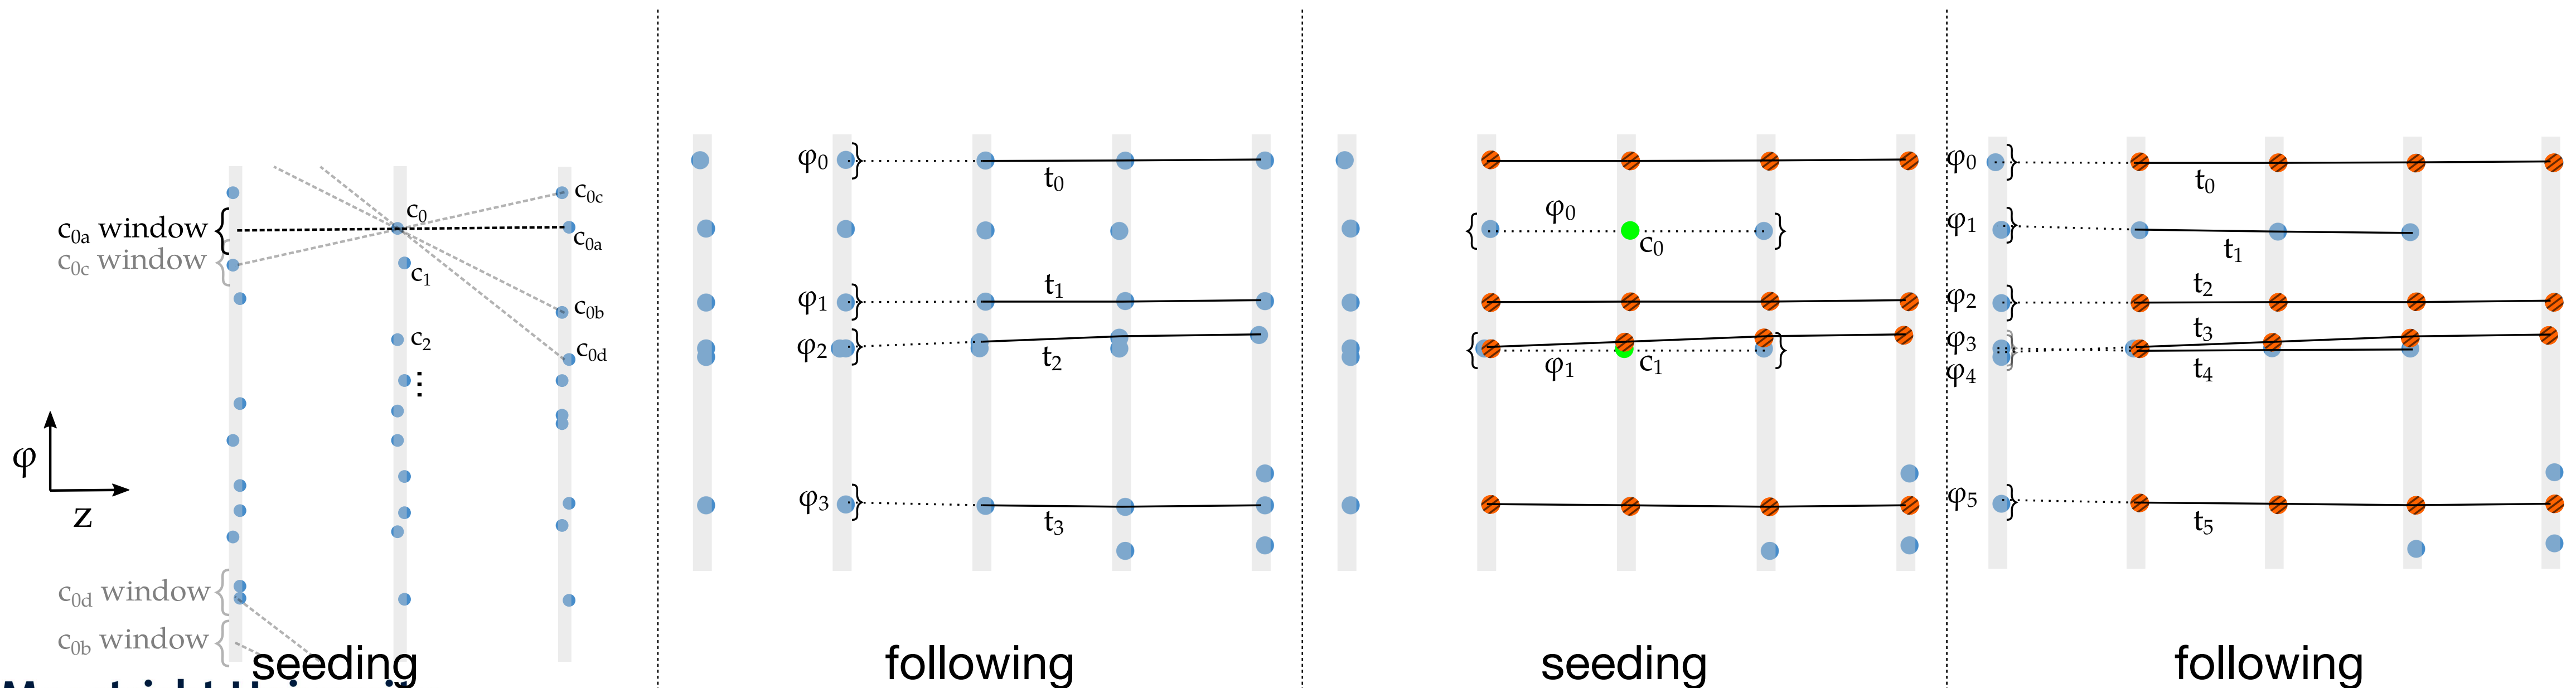 c0c
c0
c0a window
c0a
c0c window
c1
c0b
c2
c0d
⋮
φ
z
c0d window
c0b window
seeding
φ0
t0
t1
φ1
φ2
t2
φ3
t3
following
φ0
c0
φ1
c1
seeding
φ0
t0
φ1
t1
φ2
t2
t3
φ3
φ4
t4
φ5
t5
following